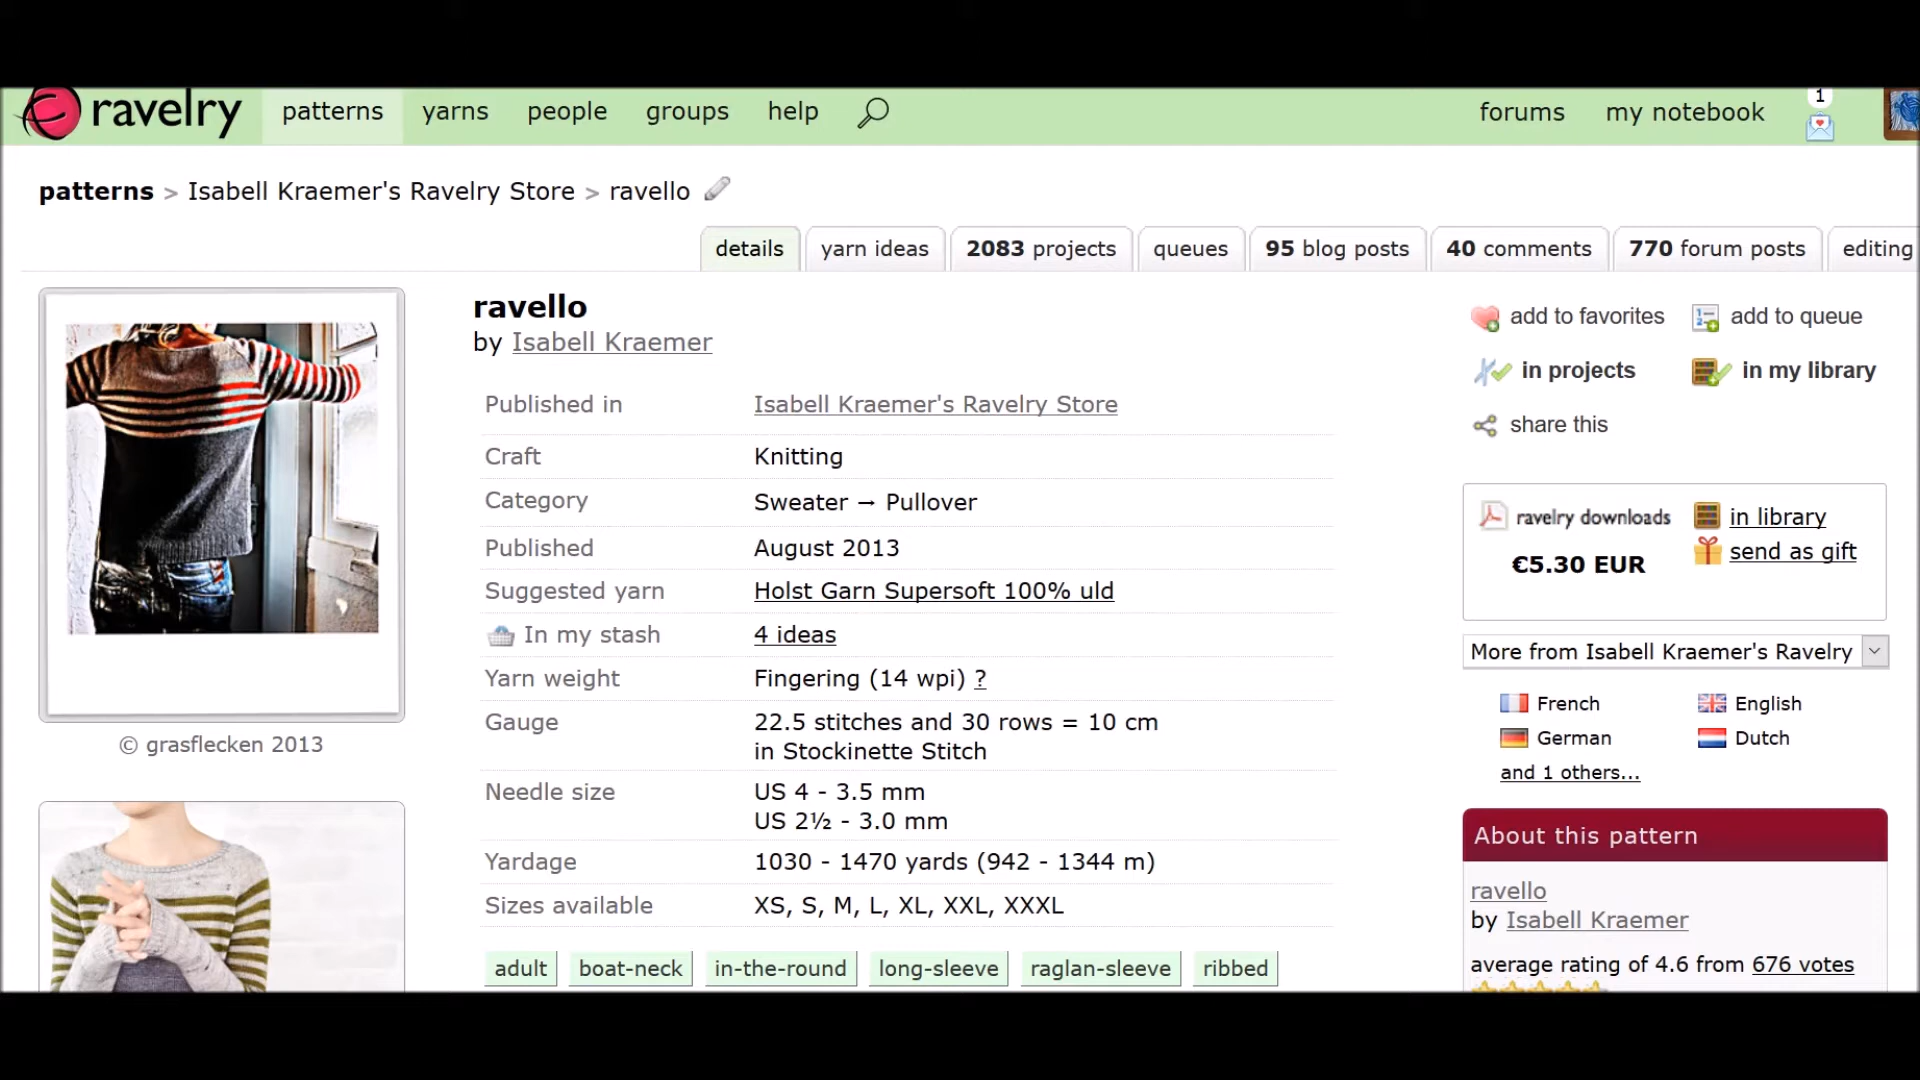 ravelry patterns yarns people groups help forums my notebook 1
patterns > Isabell Kraemer's Ravelry Store > ravello
details yarn ideas 2083 projects queues 95 blog posts 40 comments 770 forum posts editing
ravello
by Isabell Kraemer
Published in Isabell Kraemer's Ravelry Store
Craft Knitting
Category Sweater → Pullover
Published August 2013
Suggested yarn Holst Garn Supersoft 100% uld
In my stash 4 ideas
Yarn weight Fingering (14 wpi) ?
Gauge 22.5 stitches and 30 rows = 10 cm
in Stockinette Stitch
Needle size US 4 - 3.5 mm
US 2½ - 3.0 mm
Yardage 1030 - 1470 yards (942 - 1344 m)
Sizes available XS, S, M, L, XL, XXL, XXXL
adult boat-neck in-the-round long-sleeve raglan-sleeve ribbed
© grasflecken 2013
add to favorites add to queue
in projects in my library
share this
ravelry downloads in library
€5.30 EUR send as gift
More from Isabell Kraemer's Ravelry
French English
German Dutch
and 1 others...
About this pattern
ravello
by Isabell Kraemer
average rating of 4.6 from 676 votes